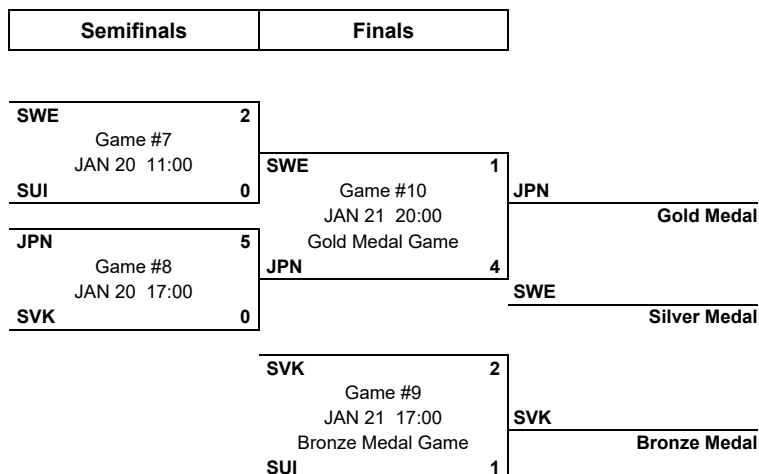 Semifinals Finals
SWE 2
Game #7
JAN 20 11:00
SUI 0
JPN 5
Game #8
JAN 20 17:00
SVK 0
SWE 1
Game #10
JAN 21 20:00
Gold Medal Game
JPN 4
JPN
Gold Medal
SWE
Silver Medal
SVK 2
Game #9
JAN 21 17:00
Bronze Medal Game
SUI 1
SVK
Bronze Medal